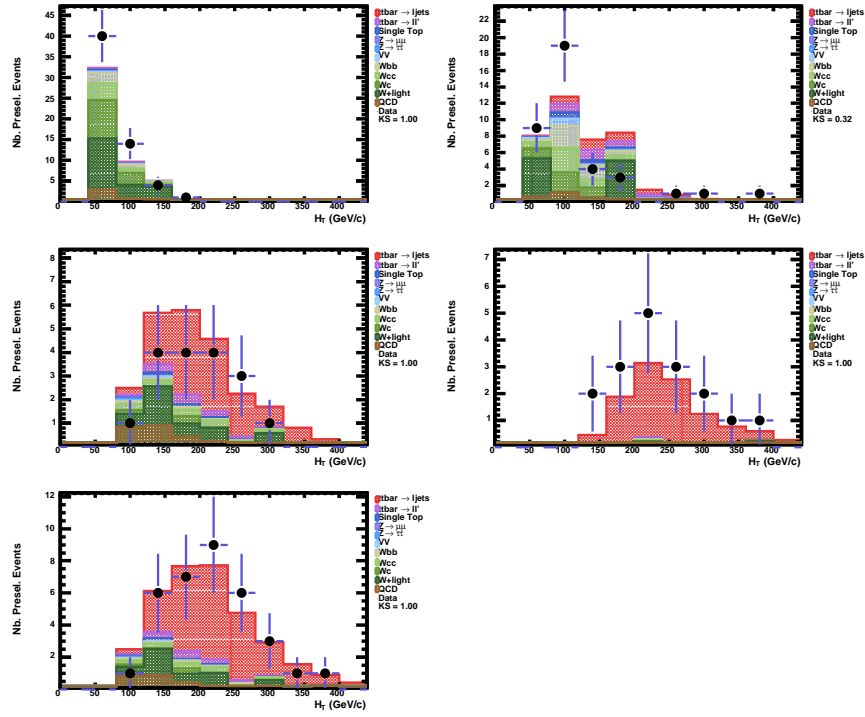 Nb. Presel. Events
45
40
35
30
25
20
15
10
5
0 50 100 150 200 250 300 350 400
H_T (GeV/c)
ttbar → ljets
ttbar → ll'
Single Top
Z → μμ
Z → ττ
VV
Wbb
Wcc
Wc
W+light
QCD
Data
KS = 1.00
Nb. Presel. Events
22
20
18
16
14
12
10
8
6
4
2
0 50 100 150 200 250 300 350 400
H_T (GeV/c)
ttbar → ljets
ttbar → ll'
Single Top
Z → μμ
Z → ττ
VV
Wbb
Wcc
Wc
W+light
QCD
Data
KS = 0.32
Nb. Presel. Events
8
7
6
5
4
3
2
1
0 50 100 150 200 250 300 350 400
H_T (GeV/c)
ttbar → ljets
ttbar → ll'
Single Top
Z → μμ
Z → ττ
VV
Wbb
Wcc
Wc
W+light
QCD
Data
KS = 1.00
Nb. Presel. Events
7
6
5
4
3
2
1
0 50 100 150 200 250 300 350 400
H_T (GeV/c)
ttbar → ljets
ttbar → ll'
Single Top
Z → μμ
Z → ττ
VV
Wbb
Wcc
Wc
W+light
QCD
Data
KS = 1.00
Nb. Presel. Events
12
10
8
6
4
2
0 50 100 150 200 250 300 350 400
H_T (GeV/c)
ttbar → ljets
ttbar → ll'
Single Top
Z → μμ
Z → ττ
VV
Wbb
Wcc
Wc
W+light
QCD
Data
KS = 1.00